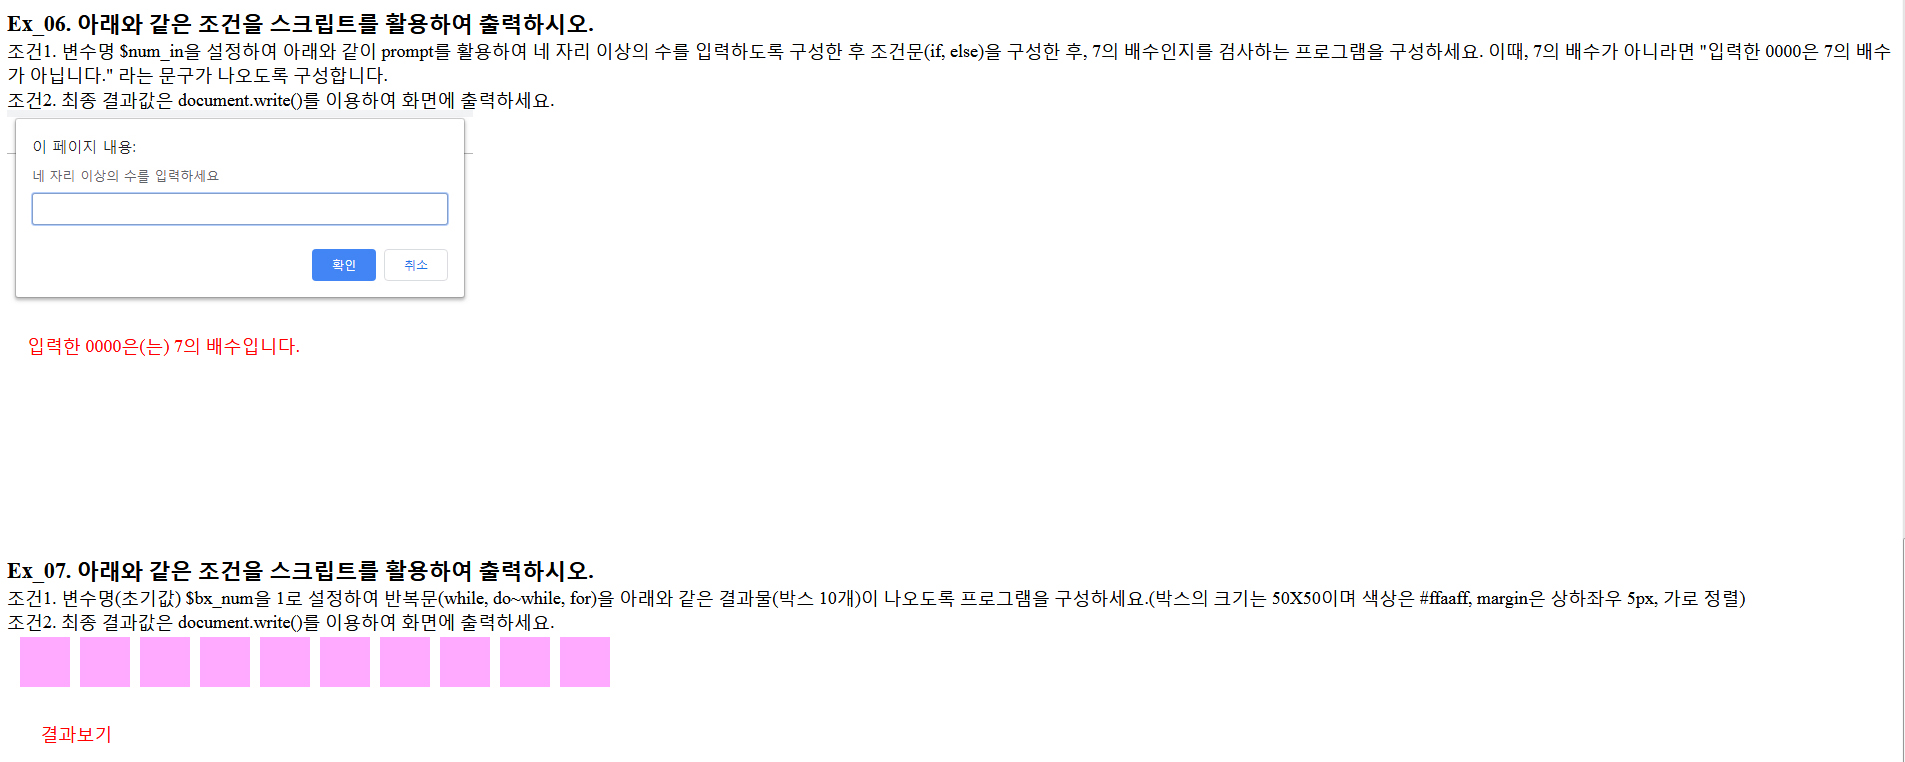 Ex_06. 아래와 같은 조건을 스크립트를 활용하여 출력하시오.
조건1. 변수명 $num_in을 설정하여 아래와 같이 prompt를 활용하여 네 자리 이상의 수를 입력하도록 구성한 후 조건문(if, else)을 구성한 후, 7의 배수인지를 검사하는 프로그램을 구성하세요. 이때, 7의 배수가 아니라면 "입력한 0000은 7의 배수
가 아닙니다." 라는 문구가 나오도록 구성합니다.
조건2. 최종 결과값은 document.write()를 이용하여 화면에 출력하세요.
이 페이지 내용:
네 자리 이상의 수를 입력하세요
확인 취소
입력한 0000은(는) 7의 배수입니다.
Ex_07. 아래와 같은 조건을 스크립트를 활용하여 출력하시오.
조건1. 변수명(초기값) $bx_num을 1로 설정하여 반복문(while, do~while, for)을 아래와 같은 결과물(박스 10개)이 나오도록 프로그램을 구성하세요.(박스의 크기는 50X50이며 색상은 #ffaaff, margin은 상하좌우 5px, 가로 정렬)
조건2. 최종 결과값은 document.write()를 이용하여 화면에 출력하세요.
결과보기